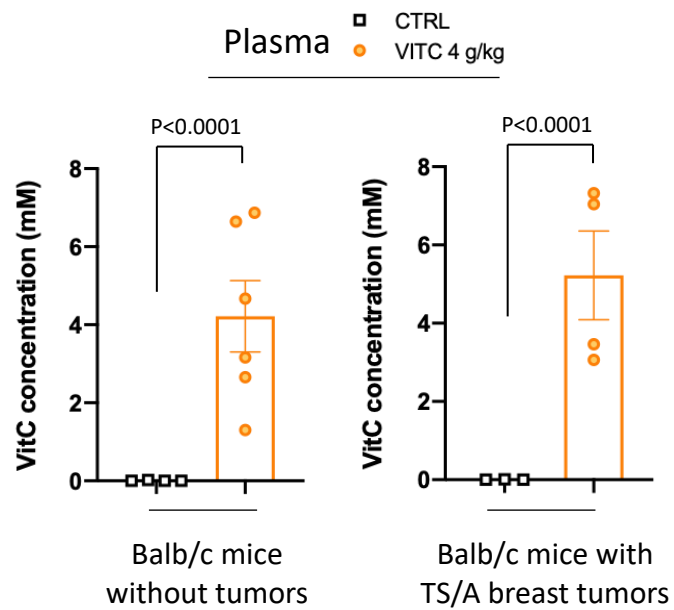 Plasma
CTRL
VITC 4 g/kg
P<0.0001
VitC concentration (mM)
8
6
4
2
0
Balb/c mice
without tumors
P<0.0001
VitC concentration (mM)
8
6
4
2
0
Balb/c mice with
TS/A breast tumors